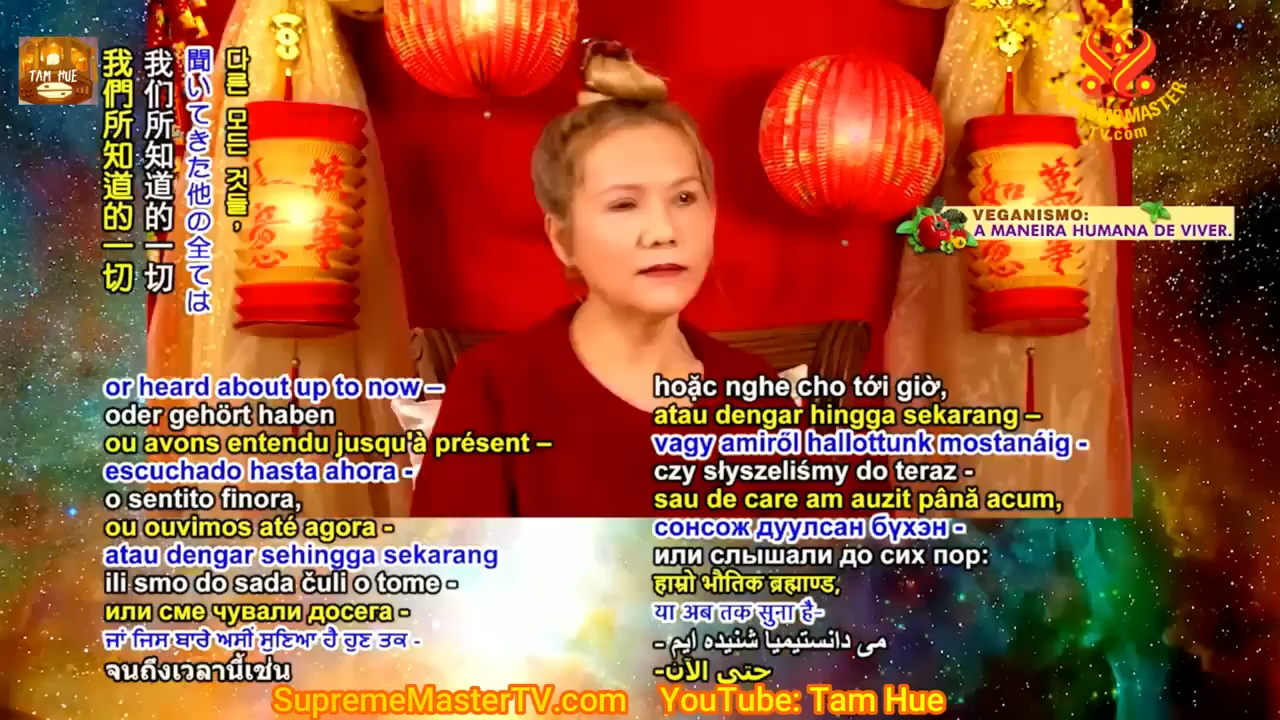 TAM HUE
我們所知道的一切
我们所知道的一切
聞いてきた他の全ては
다른 모든 것들,
TV.com
VEGANISMO:
A MANEIRA HUMANA DE VIVER.
or heard about up to now –
oder gehört haben
ou avons entendu jusqu'à présent –
escuchado hasta ahora -
o sentito finora,
ou ouvimos até agora -
atau dengar sehingga sekarang
ili smo do sada čuli o tome -
или сме чували досега -
ਜਾਂ ਜਿਸ ਬਾਰੇ ਅਸੀਂ ਸੁਣਿਆ ਹੈ ਹੁਣ ਤਕ -
จนถึงเวลานี้เช่น
hoặc nghe cho tới giờ,
atau dengar hingga sekarang –
vagy amiről hallottunk mostanáig -
czy słyszeliśmy do teraz -
sau de care am auzit până acum,
сонсож дуулсан бүхэн -
или слышали до сих пор:
हाम्रो भौतिक ब्रह्माण्ड,
या अब तक सुना है-
می دانستیمیا شنیده ایم -
حتى الآن-
SupremeMasterTV.com YouTube: Tam Hue